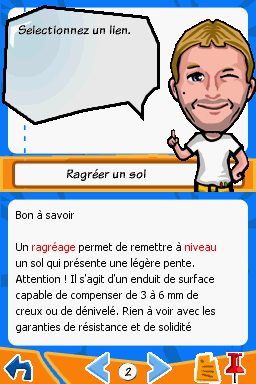 Selectionnez un lien.
Ragréer un sol
Bon à savoir
Un ragréage permet de remettre à niveau
un sol qui présente une légère pente.
Attention ! Il s'agit d'un enduit de surface
capable de compenser de 3 à 6 mm de
creux ou de dénivelé. Rien à voir avec les
garanties de résistance et de solidité
2